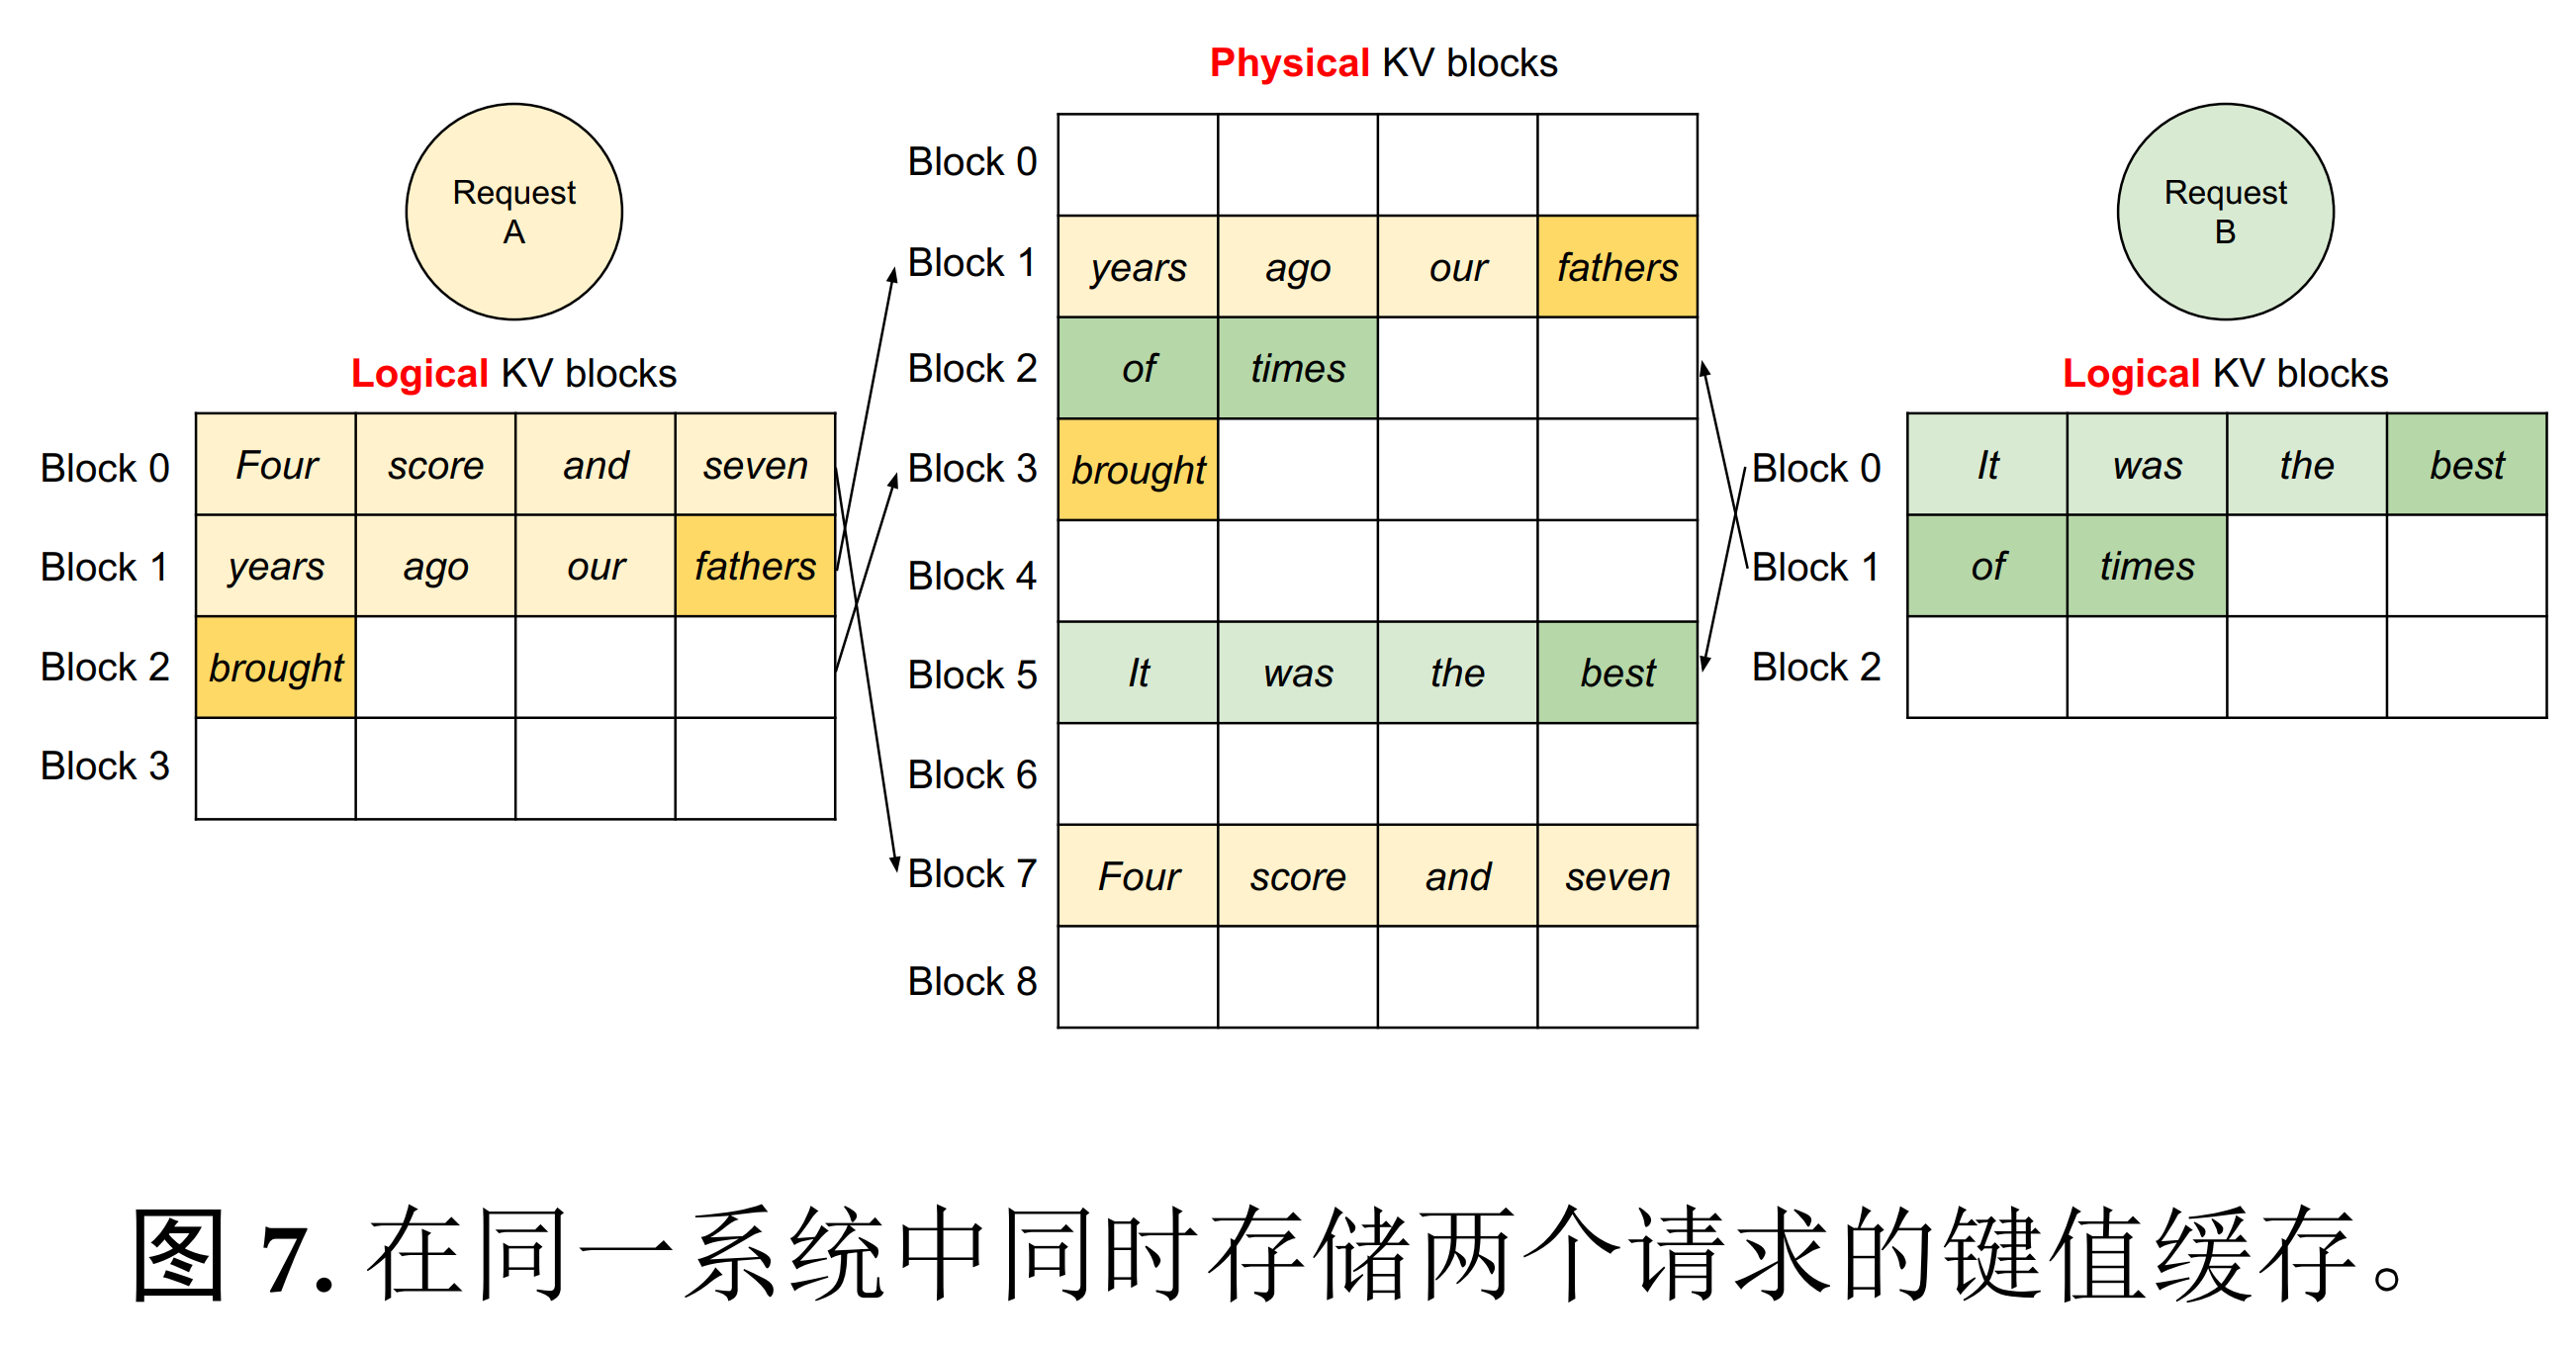 Physical KV blocks
Request
A
Logical KV blocks
Block 0 Four score and seven
Block 1 years ago our fathers
Block 2 brought
Block 3
Block 0
Block 1 years ago our fathers
Block 2 of times
Block 3 brought
Block 4
Block 5 It was the best
Block 6
Block 7 Four score and seven
Block 8
Request
B
Logical KV blocks
Block 0 It was the best
Block 1 of times
Block 2
图 7. 在同一系统中同时存储两个请求的键值缓存。